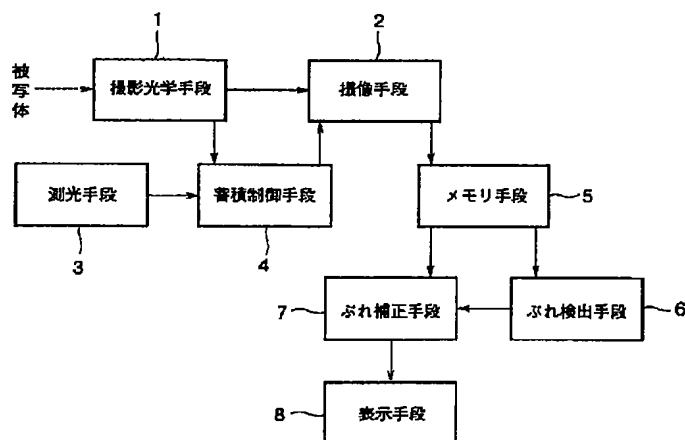 1
2
被写体
撮影光学手段
撮像手段
測光手段
蓄積制御手段
メモリ手段
5
3
4
7
ぶれ補正手段
ぶれ検出手段
6
8
表示手段